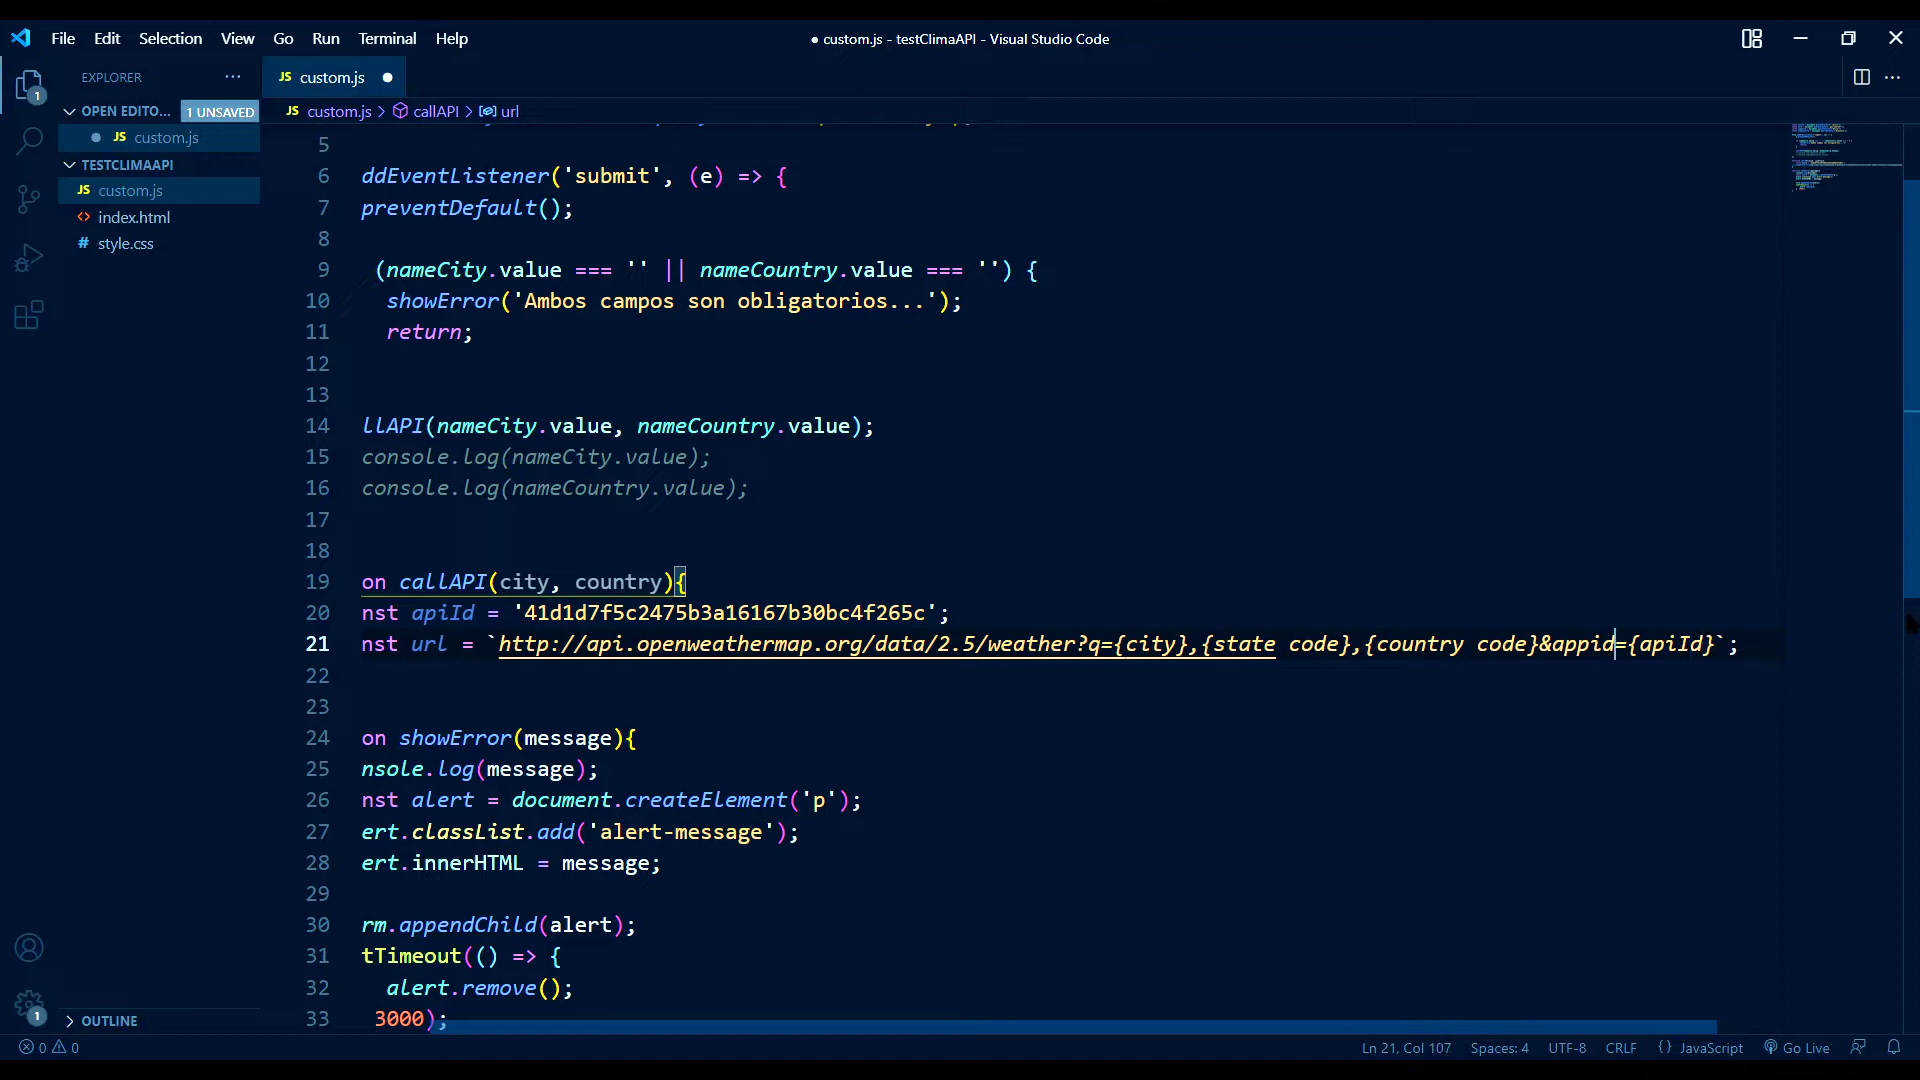 File Edit Selection View Go Run Terminal Help
● custom.js - testClimaAPI - Visual Studio Code
EXPLORER ...
JS custom.js ●
OPEN EDITO... 1 UNSAVED
JS custom.js > callAPI > url
● JS custom.js
TESTCLIMAAPI
JS custom.js
<> index.html
# style.css
5
6 ddEventListener('submit', (e) => {
7 preventDefault();
8
9 (nameCity.value === '' || nameCountry.value === '') {
10 showError('Ambos campos son obligatorios...');
11 return;
12
13
14 llAPI(nameCity.value, nameCountry.value);
15 console.log(nameCity.value);
16 console.log(nameCountry.value);
17
18
19 on callAPI(city, country){
20 nst apiId = '41d1d7f5c2475b3a16167b30bc4f265c';
21 nst url = `http://api.openweathermap.org/data/2.5/weather?q={city},{state code},{country code}&appid={apiId}`;
22
23
24 on showError(message){
25 nsole.log(message);
26 nst alert = document.createElement('p');
27 ert.classList.add('alert-message');
28 ert.innerHTML = message;
29
30 rm.appendChild(alert);
31 tTimeout(() => {
32 alert.remove();
33 3000);
1
1
OUTLINE
0 0
Ln 21, Col 107 Spaces: 4 UTF-8 CRLF {} JavaScript Go Live